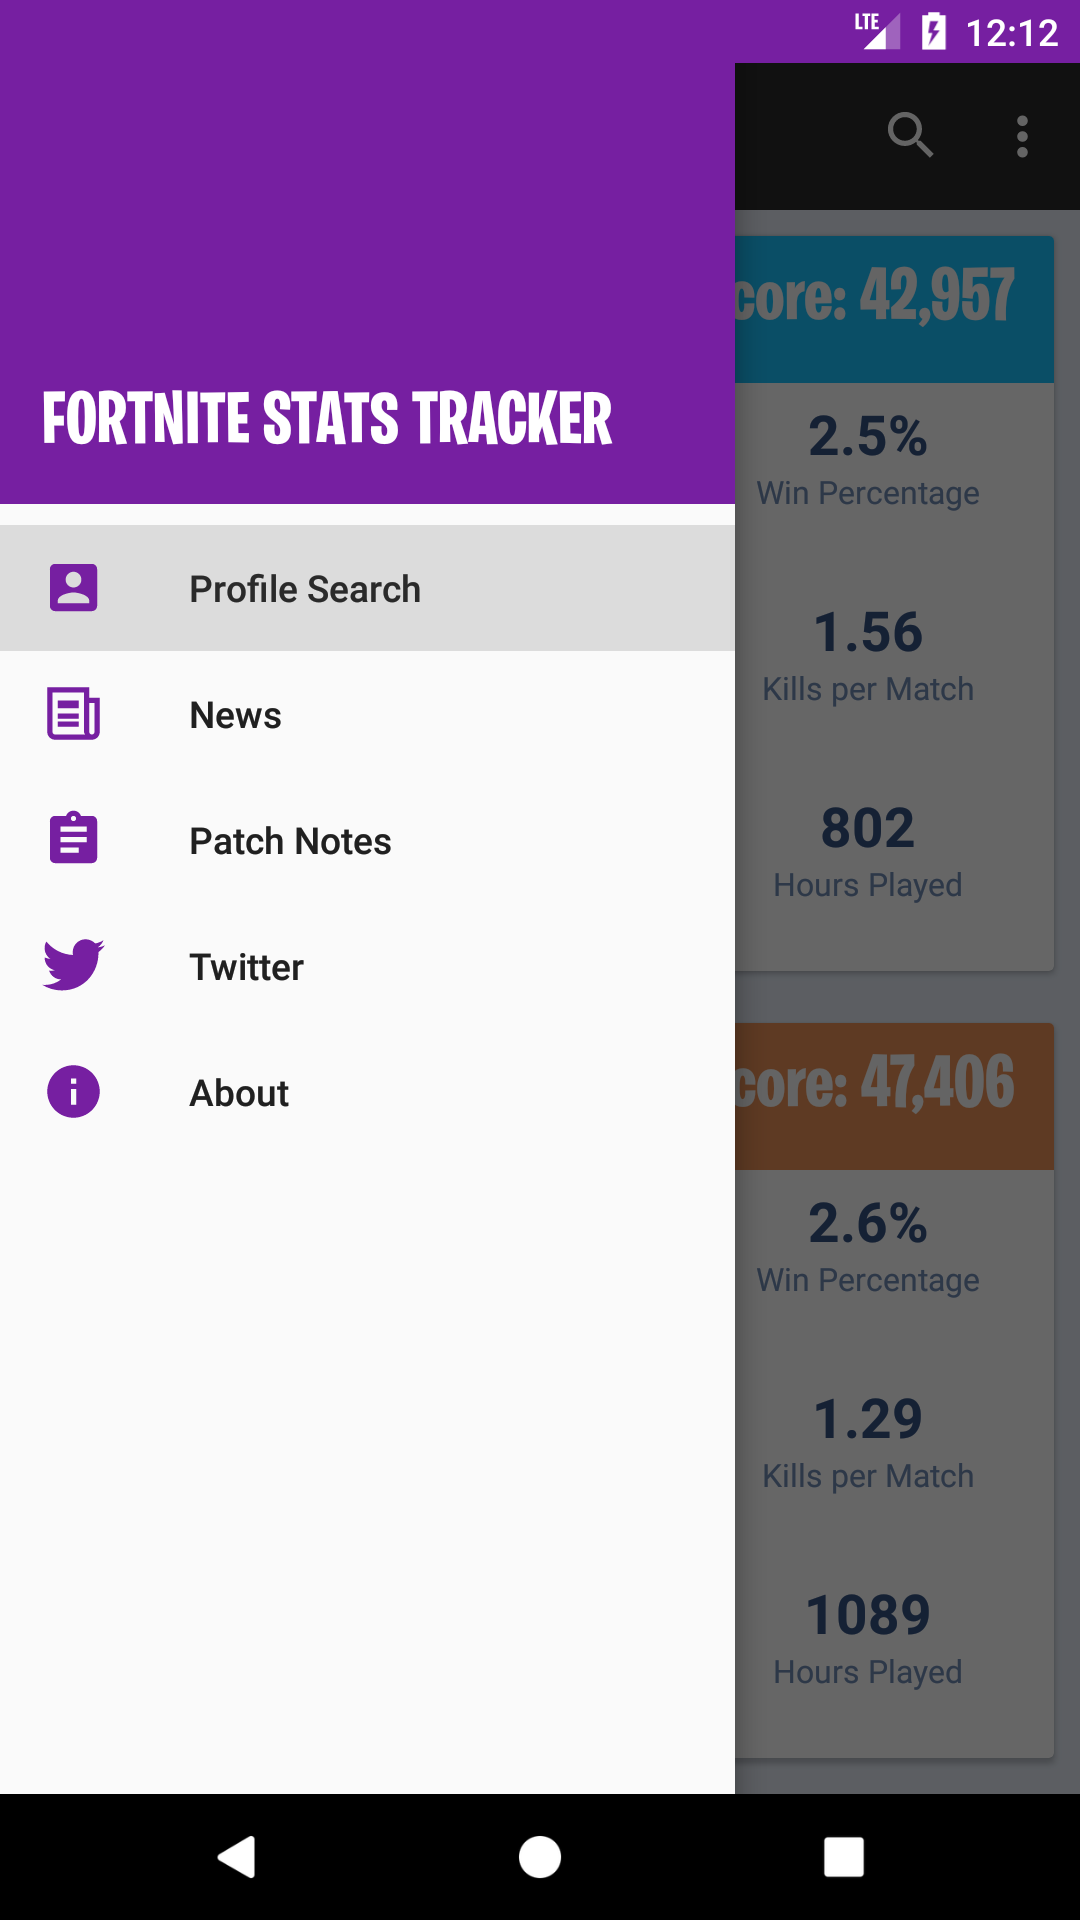 LTE 12:12
FORTNITE STATS TRACKER
Profile Search
News
Patch Notes
Twitter
About
core: 42,957
2.5%
Win Percentage
1.56
Kills per Match
802
Hours Played
core: 47,406
2.6%
Win Percentage
1.29
Kills per Match
1089
Hours Played